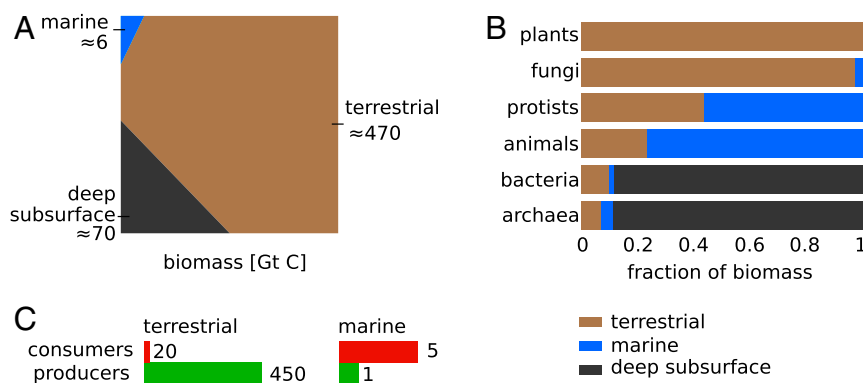 A
marine
≈6
terrestrial
≈470
deep
subsurface
≈70
biomass [Gt C]
B
plants
fungi
protists
animals
bacteria
archaea
0 0.2 0.4 0.6 0.8 1
fraction of biomass
terrestrial
marine
deep subsurface
C
terrestrial marine
consumers 20 5
producers 450 1